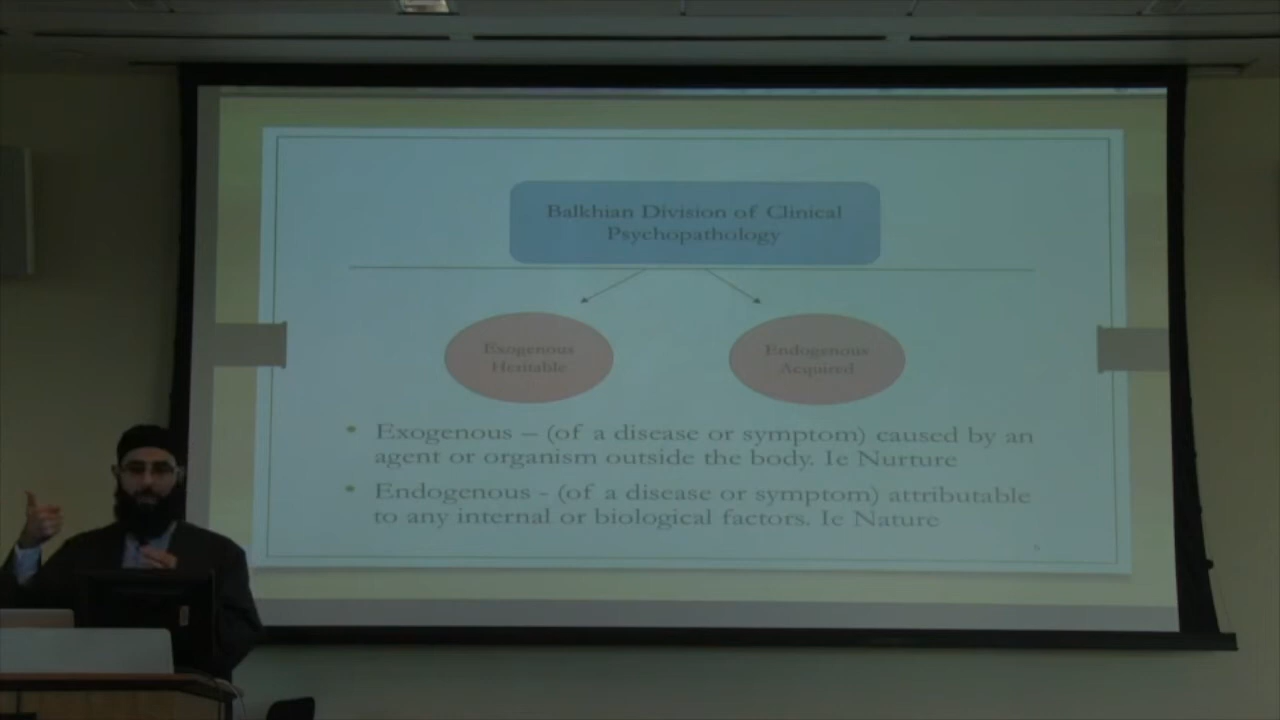 Balkhian Division of Clinical
Psychopathology
Exogenous
Heritable
Endogenous
Acquired
• Exogenous – (of a disease or symptom) caused by an
agent or organism outside the body. Ie Nurture
• Endogenous - (of a disease or symptom) attributable
to any internal or biological factors. Ie Nature